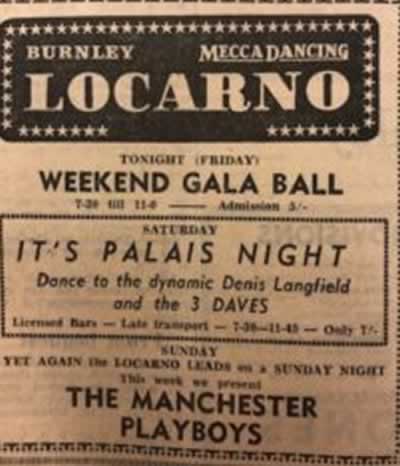 BURNLEY MECCA DANCING
LOCARNO
TONIGHT (FRIDAY)
WEEKEND GALA BALL
7-30 till 11-0 — Admission 5/-
SATURDAY
IT'S PALAIS NIGHT
Dance to the dynamic Denis Langfield
and the 3 DAVES
Licensed Bars — Late transport — 7-30—11-45 — Only 7/-
SUNDAY
YET AGAIN the LOCARNO LEADS on a SUNDAY NIGHT
This week we present
THE MANCHESTER
PLAYBOYS